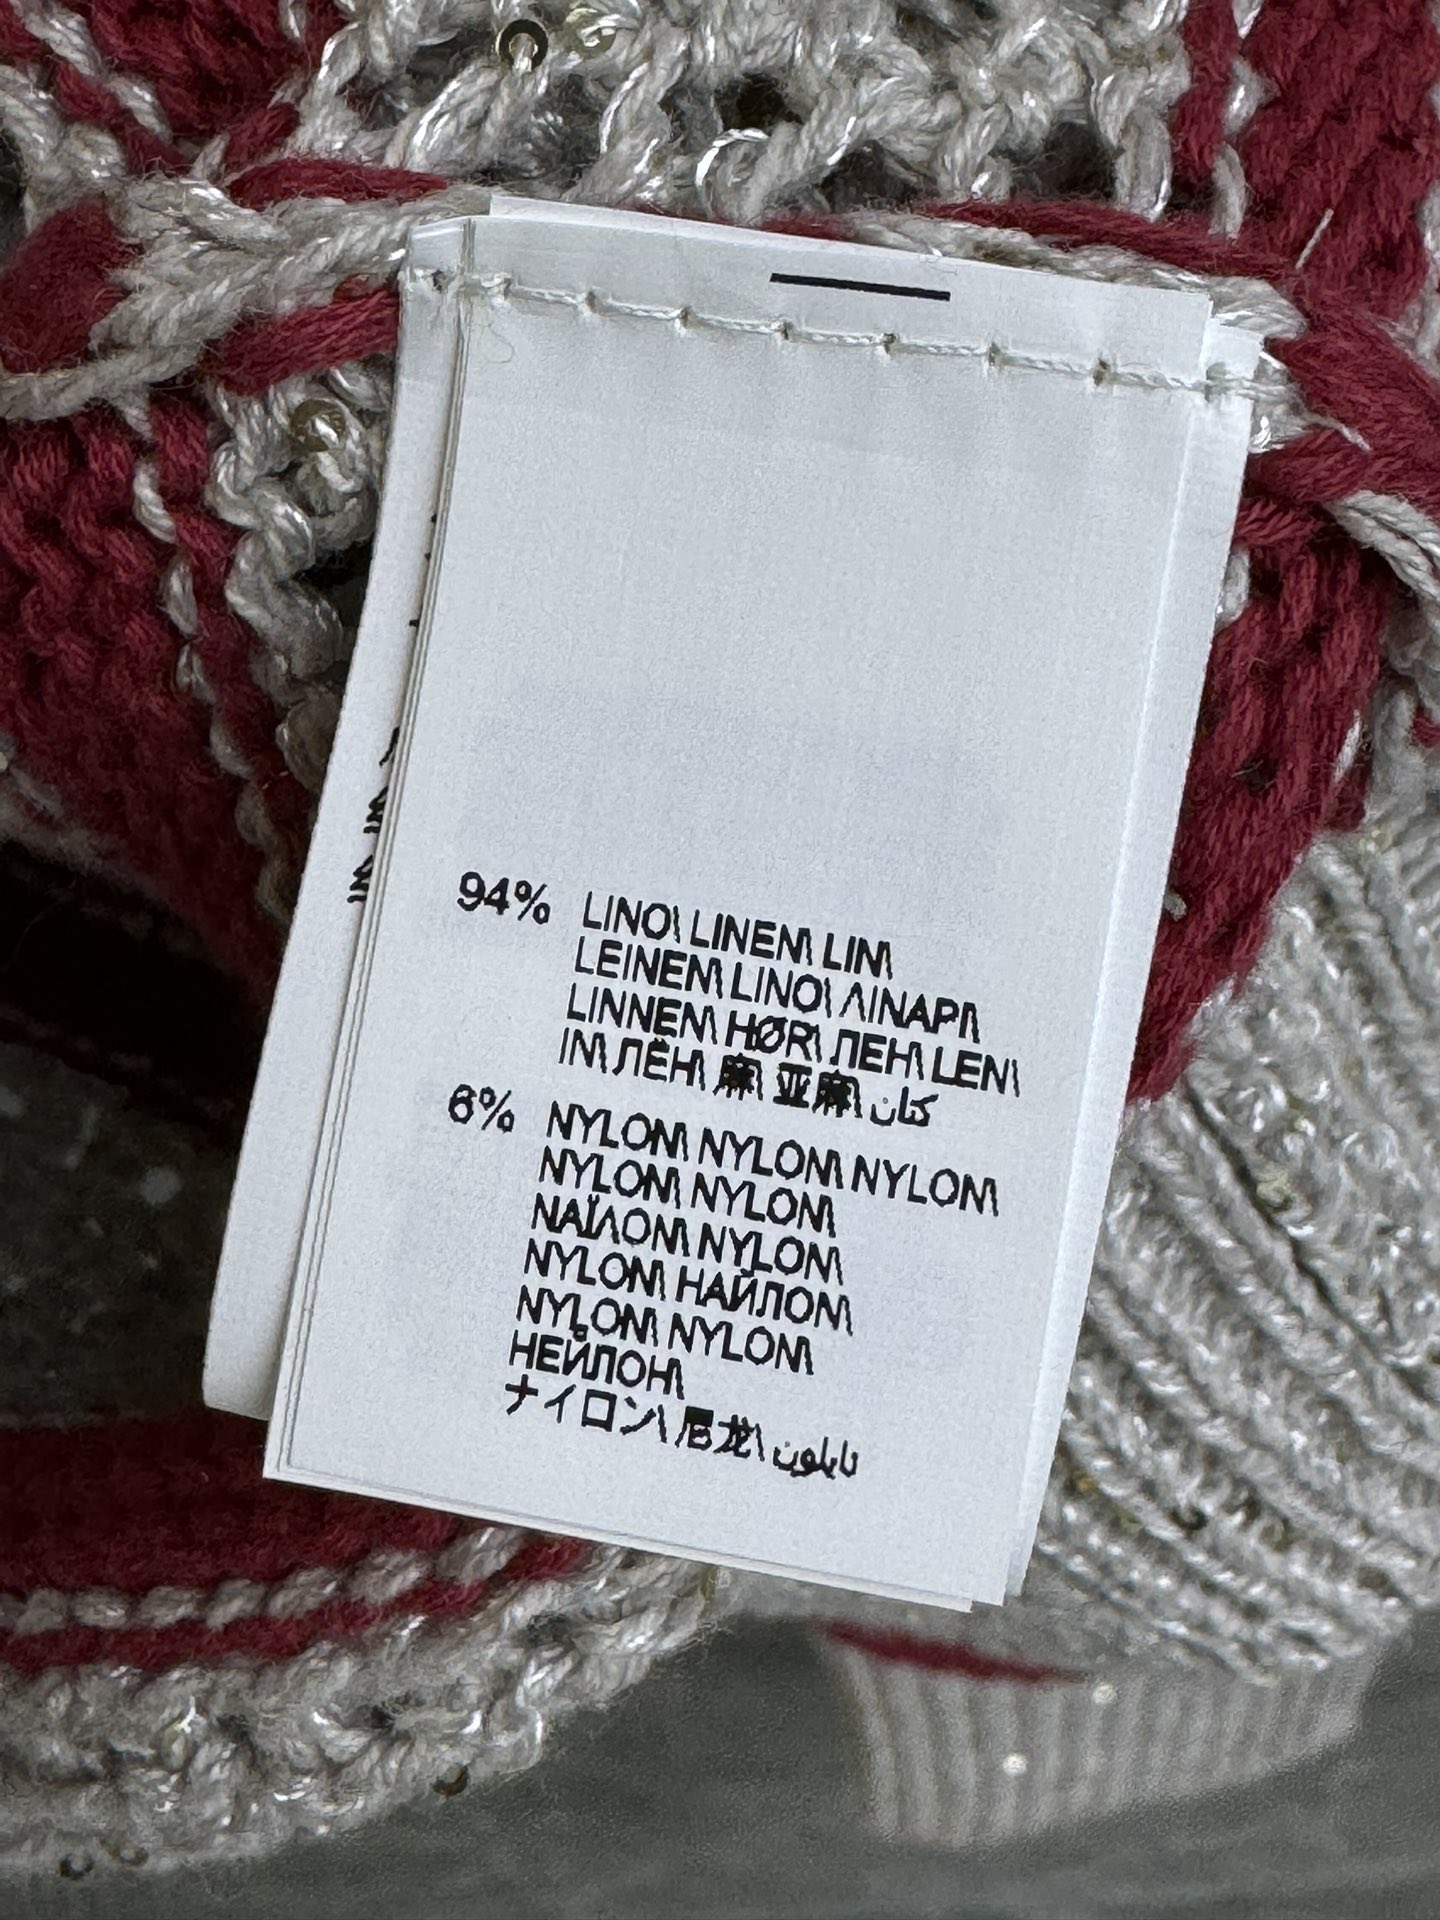 94% LINO\ LINEN\ LIN\
LEINEN\ LINO\ ΛΙΝΑΡΙ\
LINNEN\ HØR\ ЛЕН\ LEN\
IN\ ЛЁН\ 麻\ 亚麻\ كتان
6% NYLON\ NYLON\ NYLON\
NYLON\ NYLON\
ΝΑΪΛΟΝ\ NYLON\
NYLON\ НАЙЛОН\
NYLON\ NYLON\
НЕЙЛОН\
ナイロン\ 尼龙\ نايلون